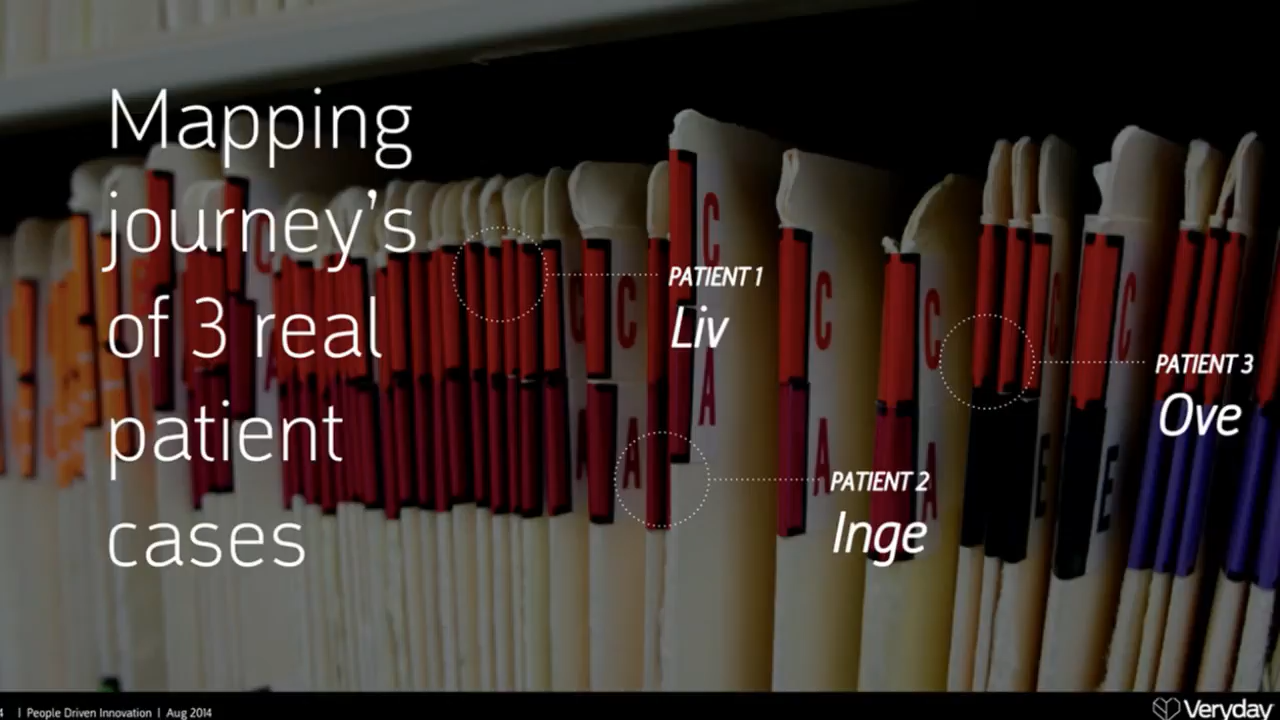 Mapping
journey's
of 3 real
patient
cases
PATIENT 1
Liv
PATIENT 2
Inge
PATIENT 3
Ove
C
A
C
A
C
A
C
A
C
E
C
E
4 | People Driven Innovation | Aug 2014
Veryday